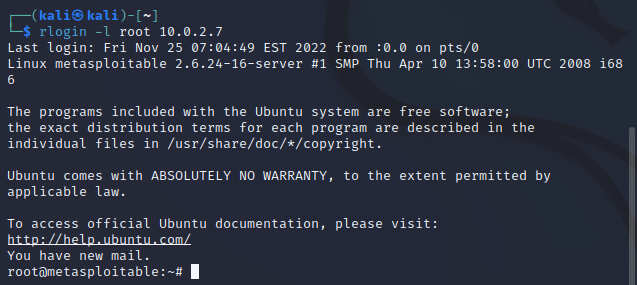 ┌──(kali㉿kali)-[~]
└─$ rlogin -l root 10.0.2.7
Last login: Fri Nov 25 07:04:49 EST 2022 from :0.0 on pts/0
Linux metasploitable 2.6.24-16-server #1 SMP Thu Apr 10 13:58:00 UTC 2008 i68
6
The programs included with the Ubuntu system are free software;
the exact distribution terms for each program are described in the
individual files in /usr/share/doc/*/copyright.
Ubuntu comes with ABSOLUTELY NO WARRANTY, to the extent permitted by
applicable law.
To access official Ubuntu documentation, please visit:
http://help.ubuntu.com/
You have new mail.
root@metasploitable:~#